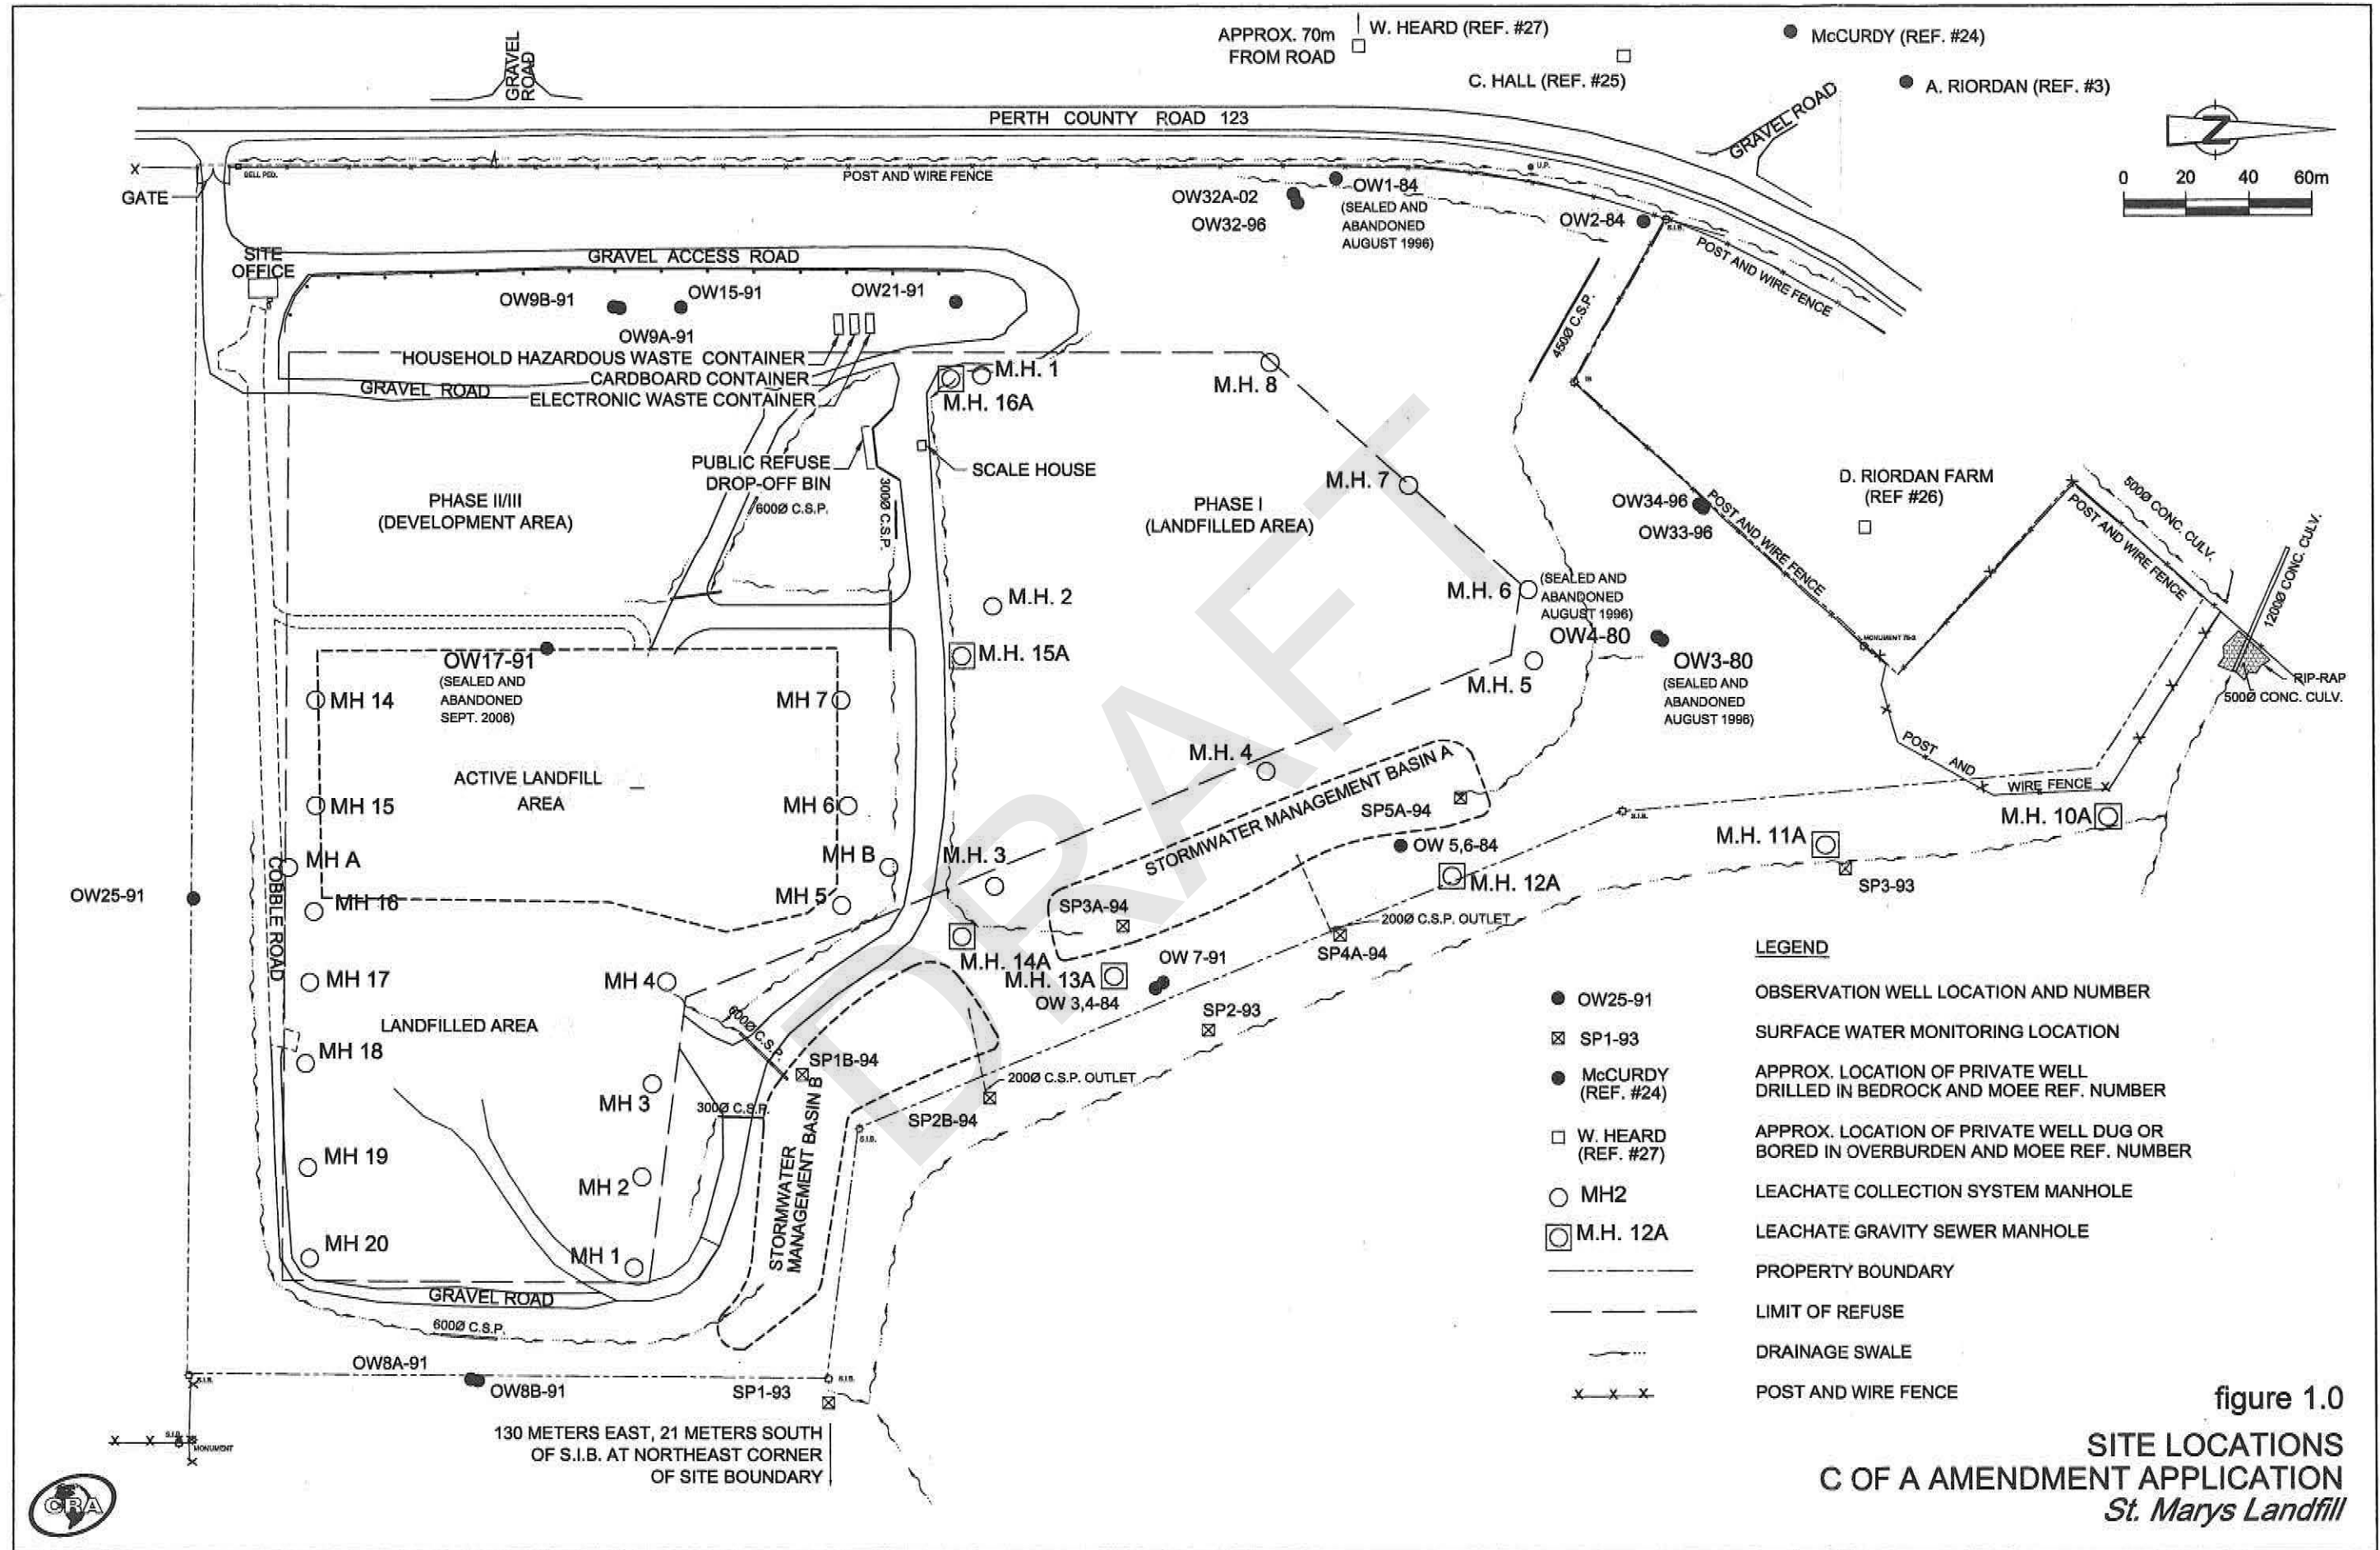 APPROX. 70m
FROM ROAD
W. HEARD (REF. #27)
C. HALL (REF. #25)
McCURDY (REF. #24)
A. RIORDAN (REF. #3)
GRAVEL
ROAD
PERTH COUNTY ROAD 123
GRAVEL ROAD
Z
0 20 40 60m
X
GATE
BELL PED.
POST AND WIRE FENCE
U.P.
OW32A-02
OW32-96
OW1-84
(SEALED AND
ABANDONED
AUGUST 1996)
OW2-84
S.I.B.
POST AND WIRE FENCE
SITE
OFFICE
GRAVEL ACCESS ROAD
OW9B-91
OW9A-91
OW15-91
OW21-91
450Ø C.S.P.
IB
HOUSEHOLD HAZARDOUS WASTE CONTAINER
CARDBOARD CONTAINER
ELECTRONIC WASTE CONTAINER
GRAVEL ROAD
M.H. 1
M.H. 16A
M.H. 8
PUBLIC REFUSE
DROP-OFF BIN
SCALE HOUSE
M.H. 7
PHASE II/III
(DEVELOPMENT AREA)
600Ø C.S.P.
300Ø C.S.P.
PHASE I
(LANDFILLED AREA)
OW34-96
OW33-96
POST AND WIRE FENCE
D. RIORDAN FARM
(REF #26)
500Ø CONC. CULV.
POST AND WIRE FENCE
1200Ø CONC. CULV.
M.H. 6
(SEALED AND
ABANDONED
AUGUST 1996)
OW4-80
M.H. 2
M.H. 15A
M.H. 5
OW3-80
(SEALED AND
ABANDONED
AUGUST 1996)
MONUMENT 75-3
RIP-RAP
500Ø CONC. CULV.
OW17-91
(SEALED AND
ABANDONED
SEPT. 2006)
MH 14
MH 7
ACTIVE LANDFILL
AREA
MH 15
MH 6
M.H. 4
STORMWATER MANAGEMENT BASIN A
SP5A-94
POST AND
WIRE FENCE
S.I.B.
M.H. 10A
M.H. 11A
SP3-93
OW 5,6-84
M.H. 12A
MH A
MH B
M.H. 3
OW25-91
COBBLE ROAD
MH 16
MH 5
SP3A-94
200Ø C.S.P. OUTLET
SP4A-94
M.H. 14A
M.H. 13A
OW 7-91
OW 3,4-84
SP2-93
MH 17
MH 4
LANDFILLED AREA
600Ø C.S.P.
MH 18
SP1B-94
MH 3
300Ø C.S.P.
200Ø C.S.P. OUTLET
SP2B-94
S.I.B.
STORMWATER
MANAGEMENT BASIN B
MH 19
MH 2
MH 20
MH 1
GRAVEL ROAD
600Ø C.S.P.
S.I.B.
OW8A-91
OW8B-91
SP1-93
S.I.B.
130 METERS EAST, 21 METERS SOUTH
OF S.I.B. AT NORTHEAST CORNER
OF SITE BOUNDARY
S.I.B.
MONUMENT
CRA
DRAFT
LEGEND
OW25-91 OBSERVATION WELL LOCATION AND NUMBER
SP1-93 SURFACE WATER MONITORING LOCATION
McCURDY APPROX. LOCATION OF PRIVATE WELL
(REF. #24) DRILLED IN BEDROCK AND MOEE REF. NUMBER
W. HEARD APPROX. LOCATION OF PRIVATE WELL DUG OR
(REF. #27) BORED IN OVERBURDEN AND MOEE REF. NUMBER
MH2 LEACHATE COLLECTION SYSTEM MANHOLE
M.H. 12A LEACHATE GRAVITY SEWER MANHOLE
PROPERTY BOUNDARY
LIMIT OF REFUSE
DRAINAGE SWALE
X X X POST AND WIRE FENCE
figure 1.0
SITE LOCATIONS
C OF A AMENDMENT APPLICATION
St. Marys Landfill